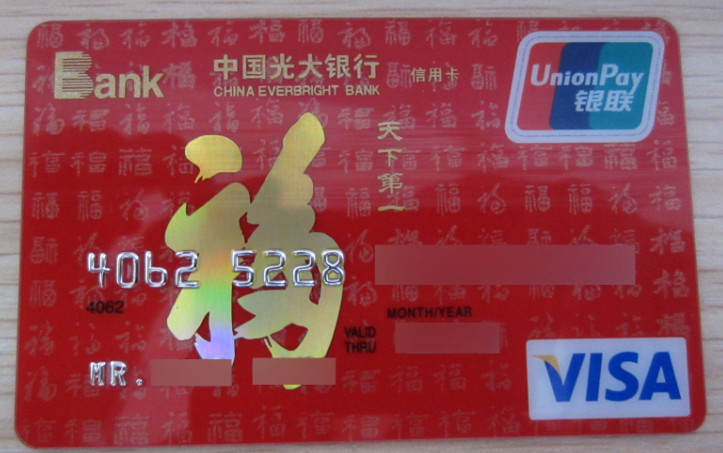 Bank
中国光大银行 信用卡
CHINA EVERBRIGHT BANK
UnionPay
银联
天下第一
福
4062 5228
4062
MONTH/YEAR
VALID
THRU
MR.
VISA